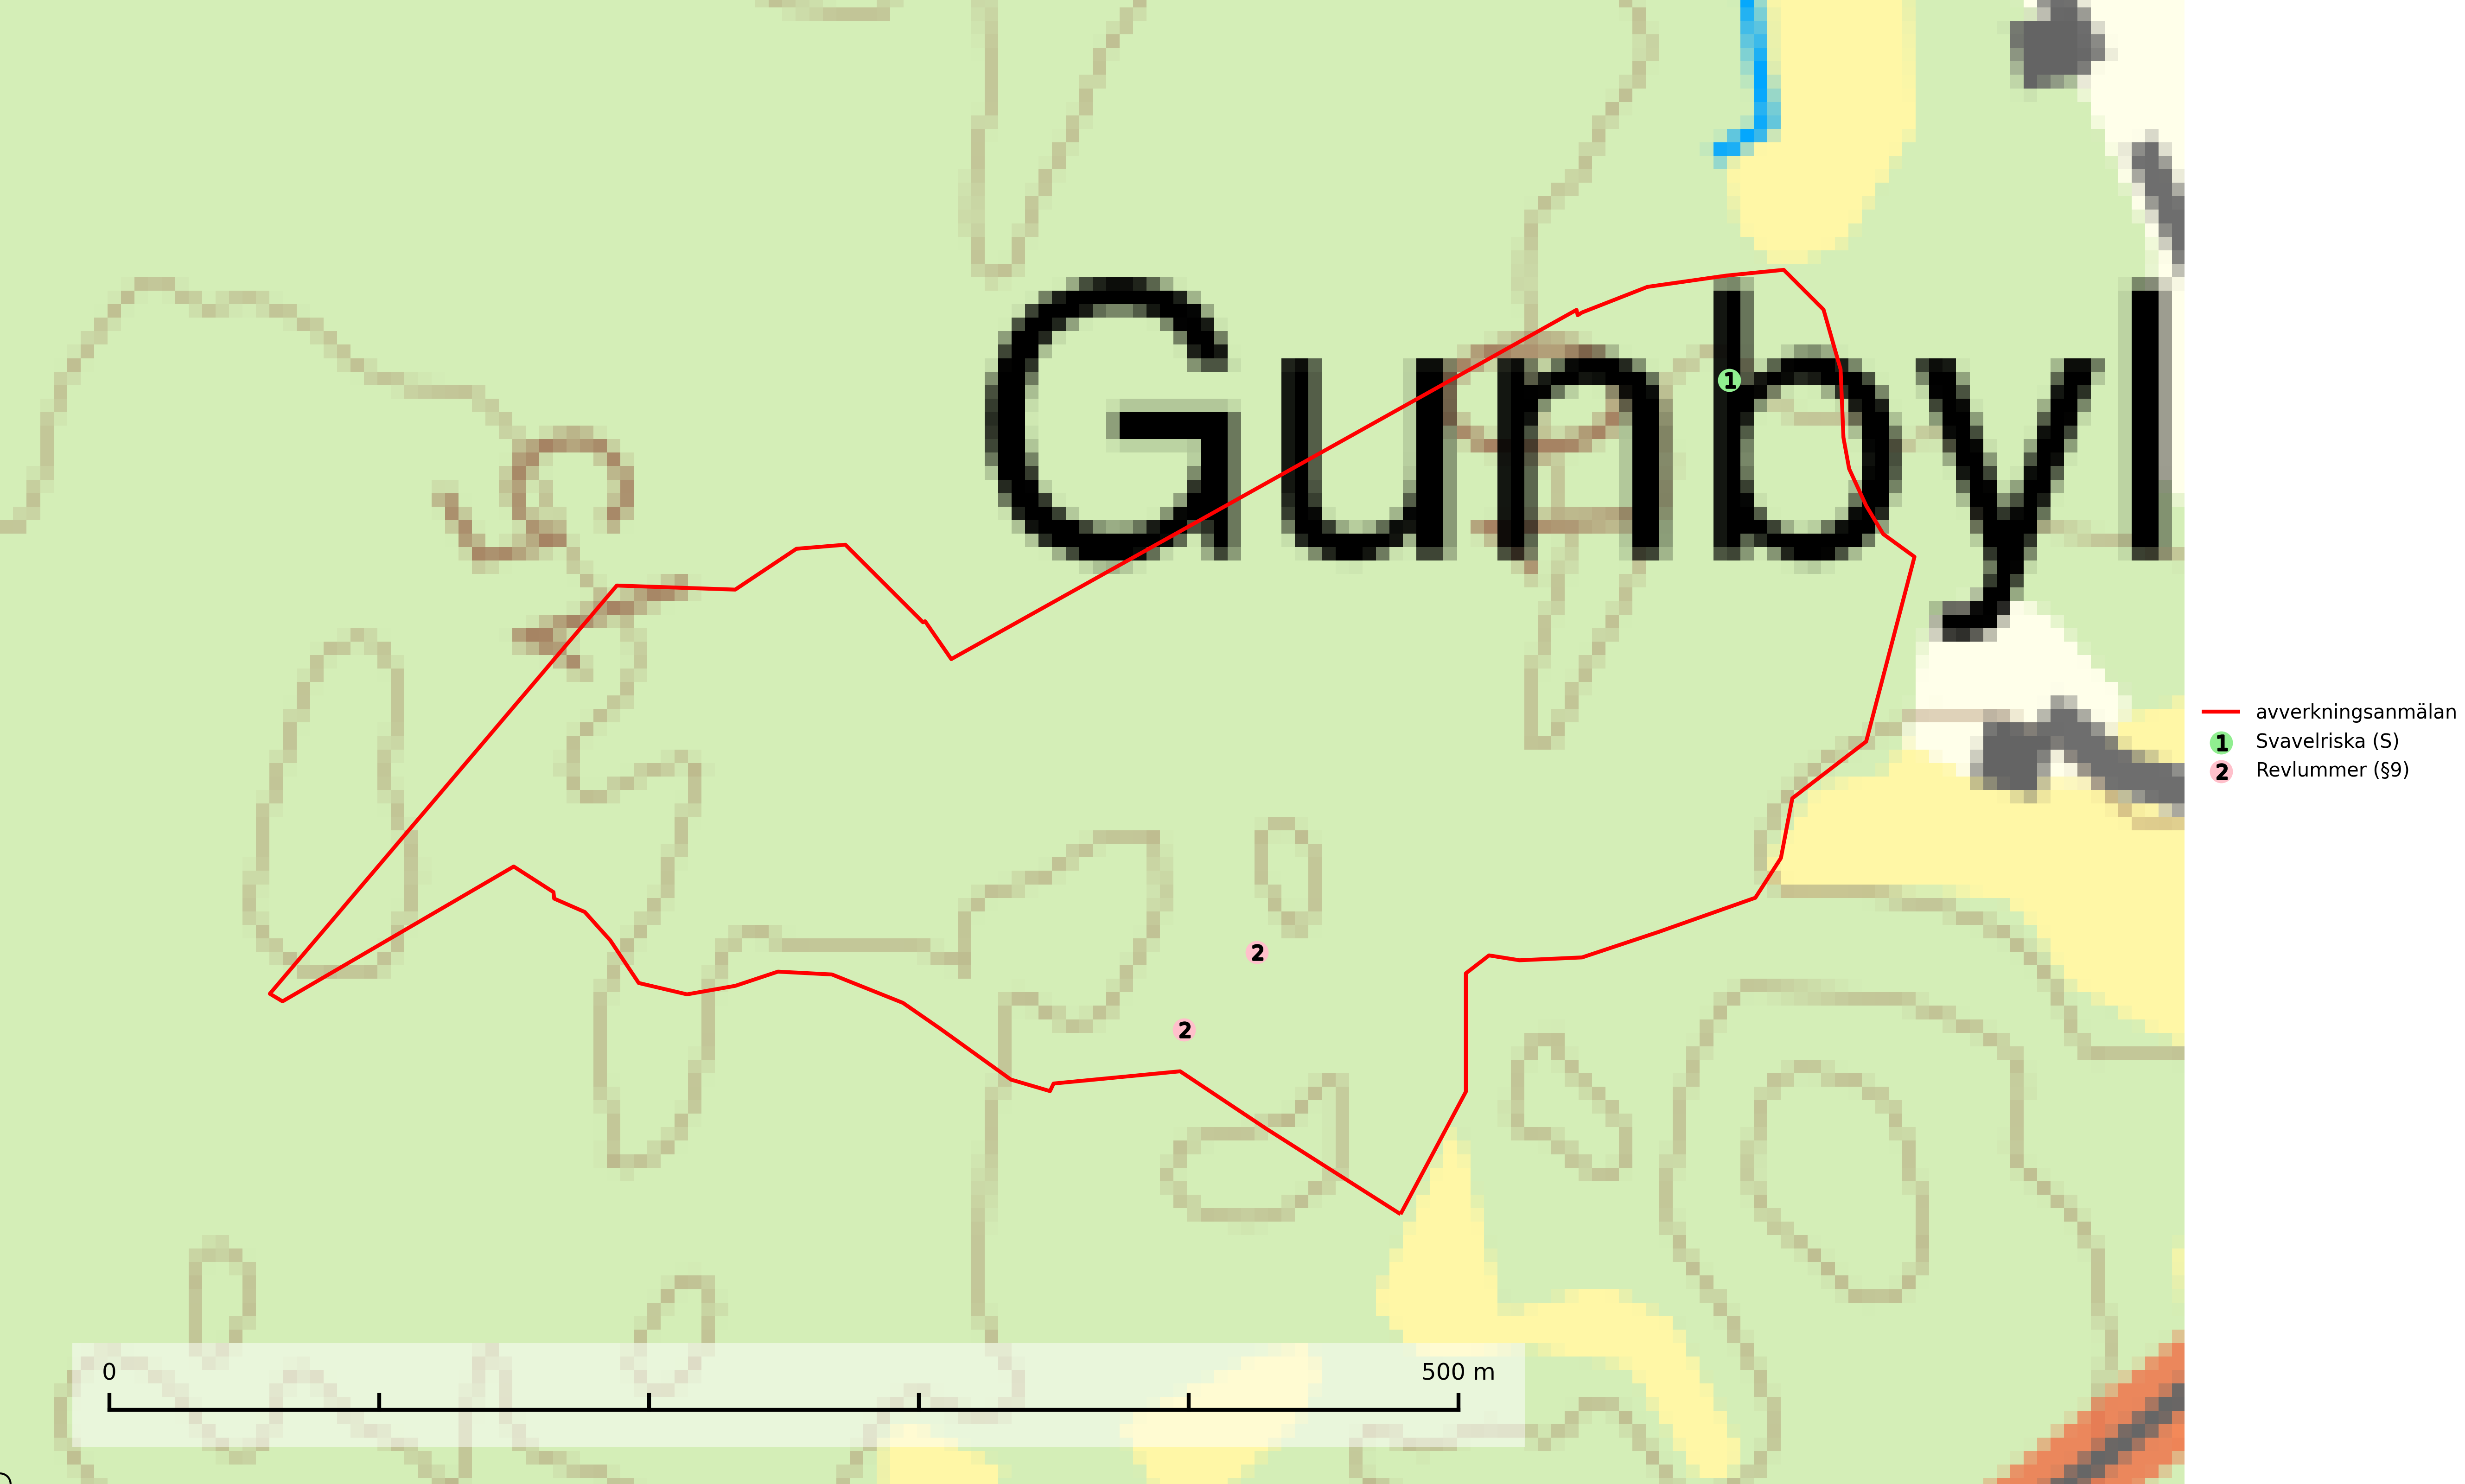 Gunbyl
1
2
2
avverkningsanmälan
1 Svavelriska (S)
2 Revlummer (§9)
0 500 m